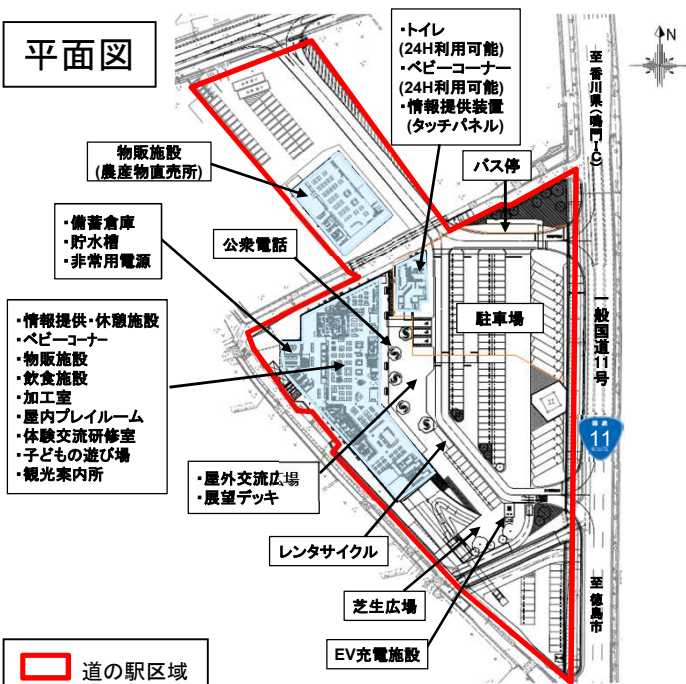 平面図
・トイレ
(24H利用可能)
・ベビーコーナー
(24H利用可能)
・情報提供装置
(タッチパネル)
N
至 香川県(鳴門IC)
物販施設
(農産物直売所)
バス停
・備蓄倉庫
・貯水槽
・非常用電源
公衆電話
駐車場
一般国道11号
・情報提供・休憩施設
・ベビーコーナー
・物販施設
・飲食施設
・加工室
・屋内プレイルーム
・体験交流研修室
・子どもの遊び場
・観光案内所
国道
11
ROUTE
・屋外交流広場
・展望デッキ
レンタサイクル
芝生広場
至 徳島市
EV充電施設
道の駅区域